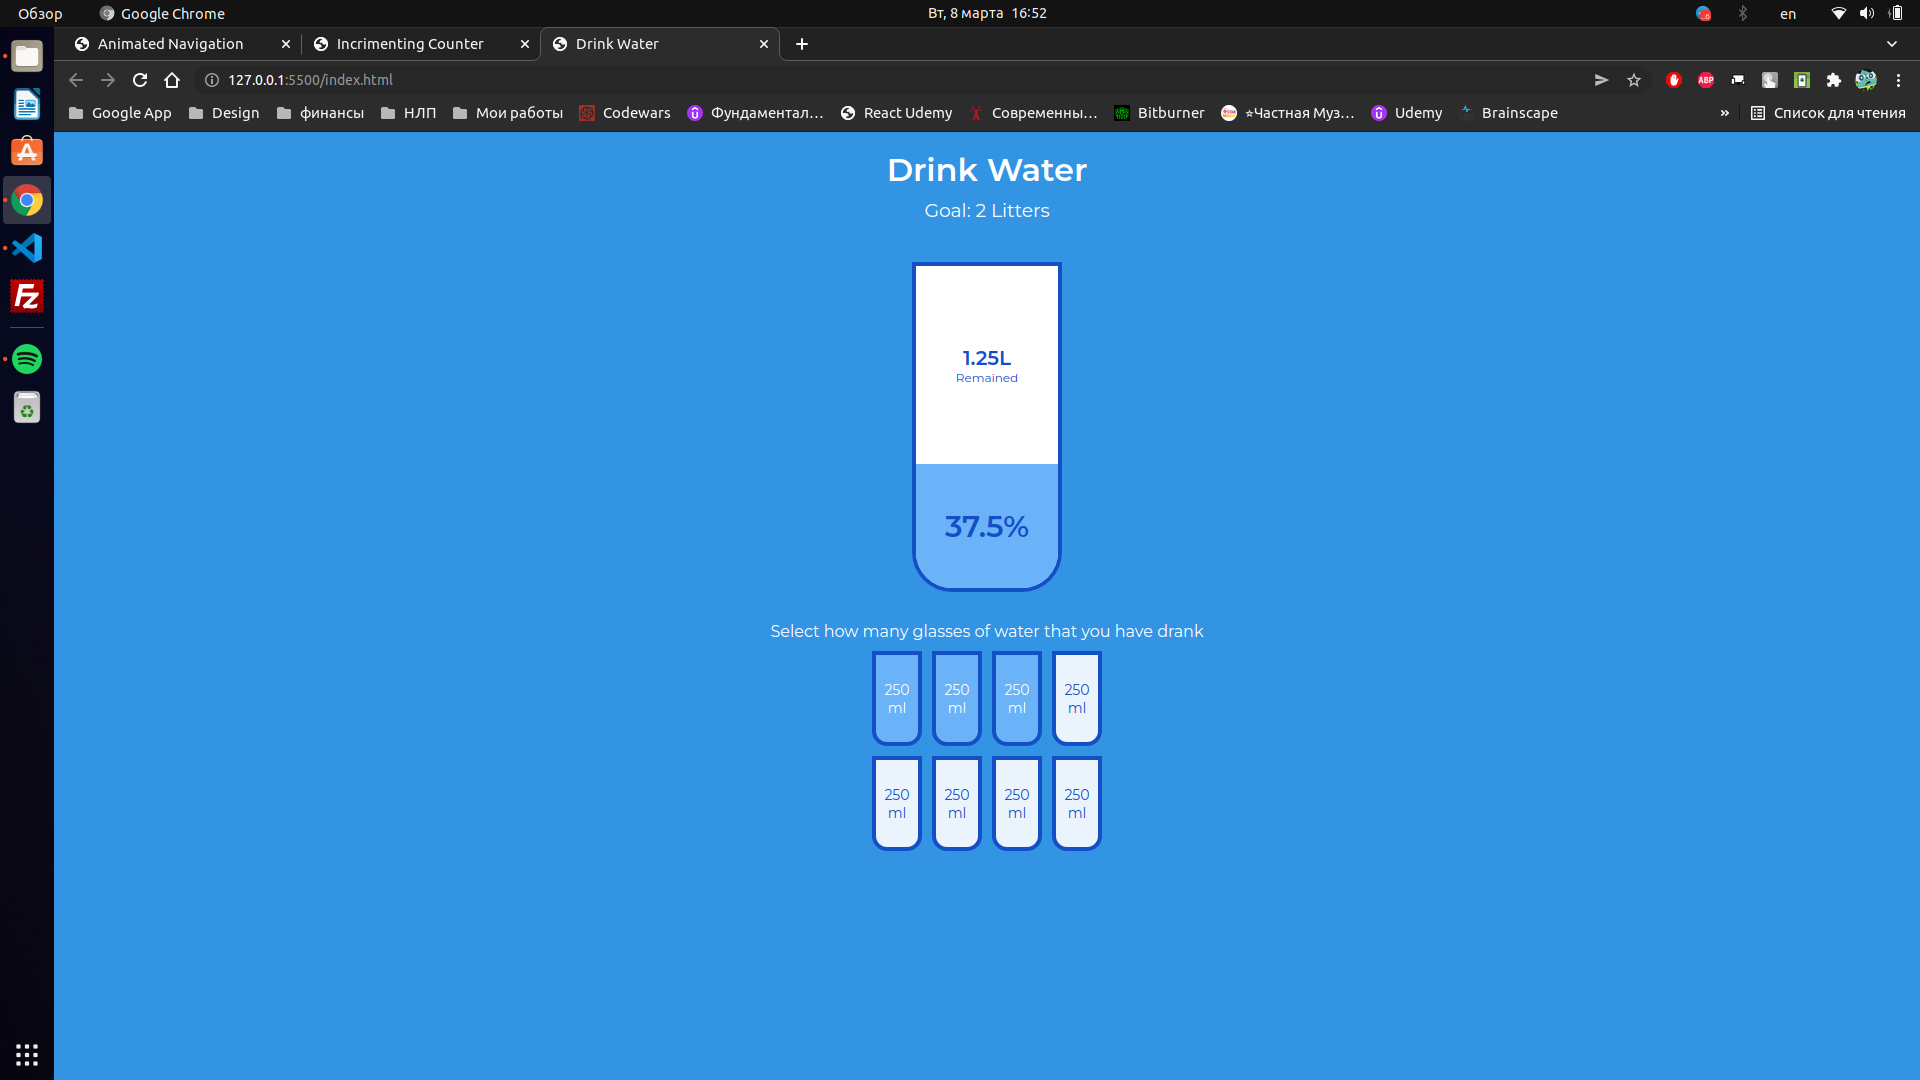 Обзор Google Chrome Вт, 8 марта 16:52 en
Animated Navigation Incrimenting Counter Drink Water
127.0.0.1:5500/index.html ABP
Google App Design финансы НЛП Мои работы Codewars Фундаментал... React Udemy Современны... Bitburner ⭐Частная Муз... Udemy Brainscape » Список для чтения
Fz
Drink Water
Goal: 2 Litters
1.25L
Remained
37.5%
Select how many glasses of water that you have drank
250 250 250 250
ml ml ml ml
250 250 250 250
ml ml ml ml